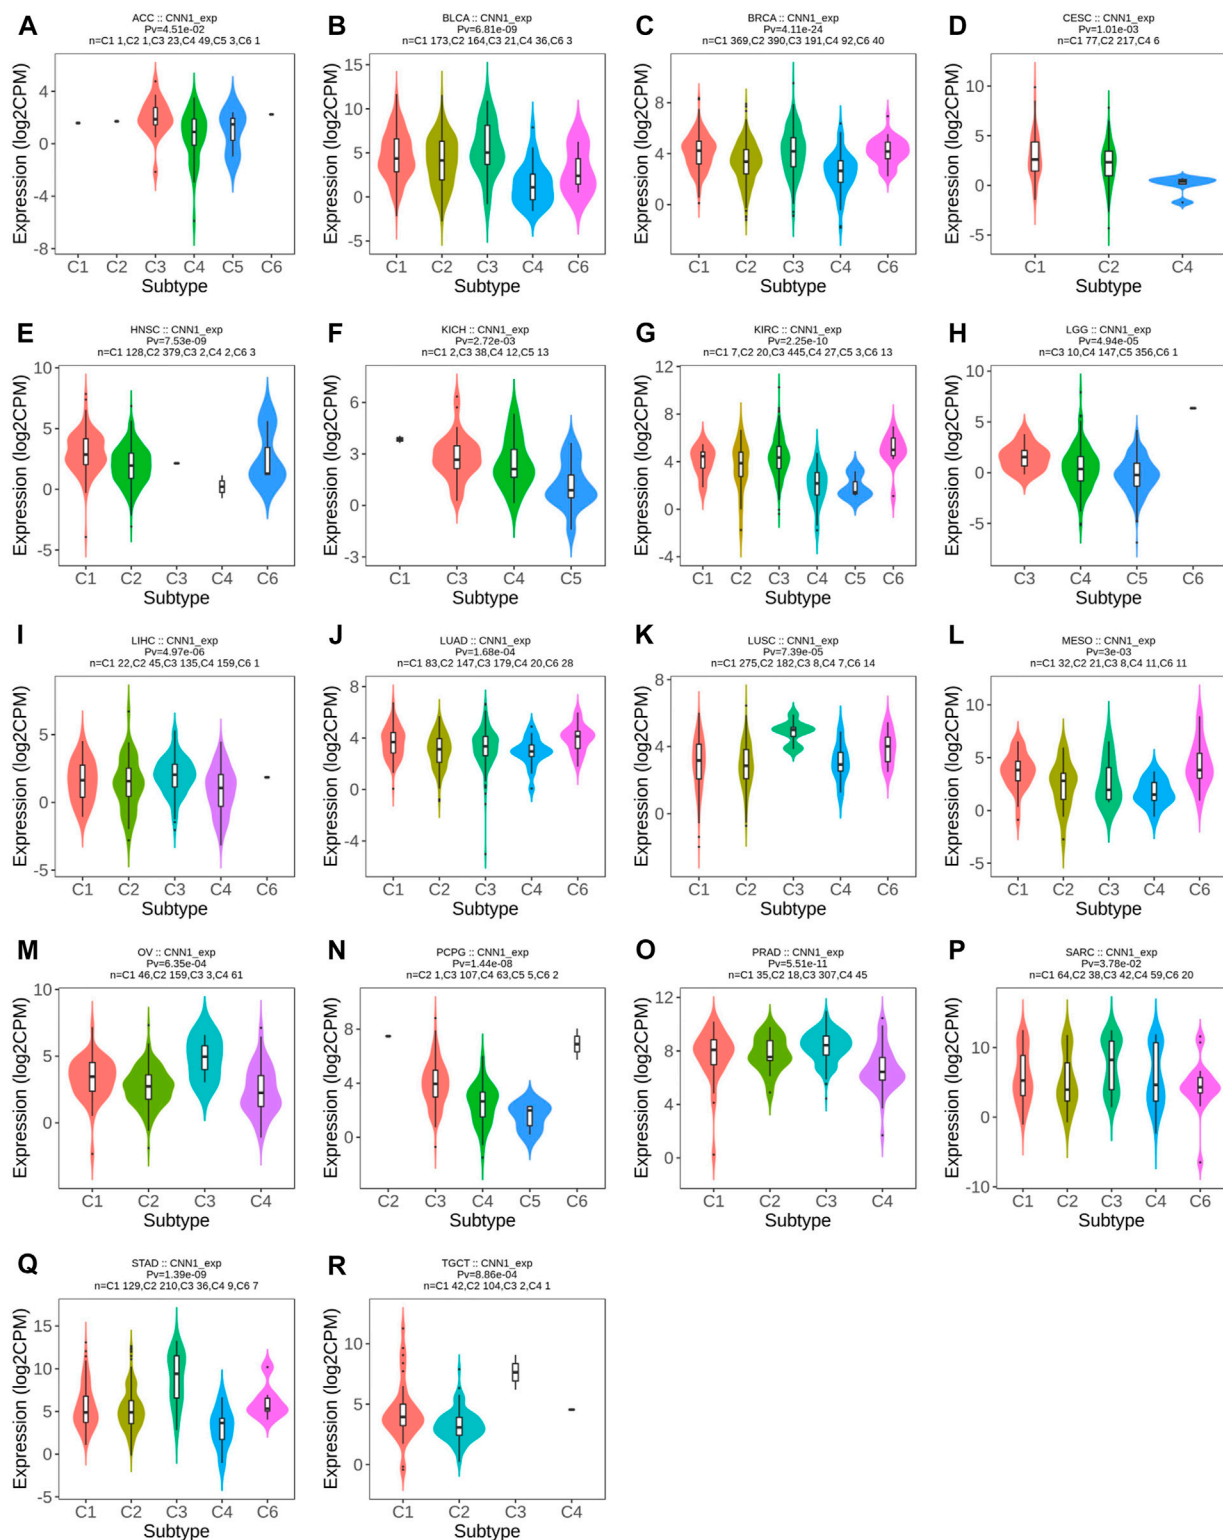 A
ACC :: CNN1_exp
Pv=4.51e-02
n=C1 1,C2 1,C3 23,C4 49,C5 3,C6 1
Expression (log2CPM)
4
0
-4
-8
C1 C2 C3 C4 C5 C6
Subtype
B
BLCA :: CNN1_exp
Pv=6.81e-09
n=C1 173,C2 164,C3 21,C4 36,C6 3
Expression (log2CPM)
15
10
5
0
-5
C1 C2 C3 C4 C6
Subtype
C
BRCA :: CNN1_exp
Pv=4.11e-24
n=C1 369,C2 390,C3 191,C4 92,C6 40
Expression (log2CPM)
8
4
0
C1 C2 C3 C4 C6
Subtype
D
CESC :: CNN1_exp
Pv=1.01e-03
n=C1 77,C2 217,C4 6
Expression (log2CPM)
10
5
0
-5
C1 C2 C4
Subtype
E
HNSC :: CNN1_exp
Pv=7.53e-09
n=C1 128,C2 379,C3 2,C4 2,C6 3
Expression (log2CPM)
10
5
0
-5
C1 C2 C3 C4 C6
Subtype
F
KICH :: CNN1_exp
Pv=2.72e-03
n=C1 2,C3 38,C4 12,C5 13
Expression (log2CPM)
6
3
0
-3
C1 C3 C4 C5
Subtype
G
KIRC :: CNN1_exp
Pv=2.25e-10
n=C1 7,C2 20,C3 445,C4 27,C5 3,C6 13
Expression (log2CPM)
12
8
4
0
-4
C1 C2 C3 C4 C5 C6
Subtype
H
LGG :: CNN1_exp
Pv=4.94e-05
n=C3 10,C4 147,C5 356,C6 1
Expression (log2CPM)
10
5
0
-5
C3 C4 C5 C6
Subtype
I
LIHC :: CNN1_exp
Pv=4.97e-06
n=C1 22,C2 45,C3 135,C4 159,C6 1
Expression (log2CPM)
5
0
-5
C1 C2 C3 C4 C6
Subtype
J
LUAD :: CNN1_exp
Pv=1.68e-04
n=C1 83,C2 147,C3 179,C4 20,C6 28
Expression (log2CPM)
8
4
0
-4
C1 C2 C3 C4 C6
Subtype
K
LUSC :: CNN1_exp
Pv=7.39e-05
n=C1 275,C2 182,C3 8,C4 7,C6 14
Expression (log2CPM)
8
4
0
C1 C2 C3 C4 C6
Subtype
L
MESO :: CNN1_exp
Pv=3e-03
n=C1 32,C2 21,C3 8,C4 11,C6 11
Expression (log2CPM)
10
5
0
-5
C1 C2 C3 C4 C6
Subtype
M
OV :: CNN1_exp
Pv=6.35e-04
n=C1 46,C2 159,C3 3,C4 61
Expression (log2CPM)
10
5
0
C1 C2 C3 C4
Subtype
N
PCPG :: CNN1_exp
Pv=1.44e-08
n=C2 1,C3 107,C4 63,C5 5,C6 2
Expression (log2CPM)
8
4
0
C2 C3 C4 C5 C6
Subtype
O
PRAD :: CNN1_exp
Pv=5.51e-11
n=C1 35,C2 18,C3 307,C4 45
Expression (log2CPM)
12
8
4
0
C1 C2 C3 C4
Subtype
P
SARC :: CNN1_exp
Pv=3.78e-02
n=C1 64,C2 38,C3 42,C4 59,C6 20
Expression (log2CPM)
10
0
-10
C1 C2 C3 C4 C6
Subtype
Q
STAD :: CNN1_exp
Pv=1.39e-09
n=C1 129,C2 210,C3 36,C4 9,C6 7
Expression (log2CPM)
15
10
5
0
-5
C1 C2 C3 C4 C6
Subtype
R
TGCT :: CNN1_exp
Pv=8.86e-04
n=C1 42,C2 104,C3 2,C4 1
Expression (log2CPM)
10
5
0
C1 C2 C3 C4
Subtype